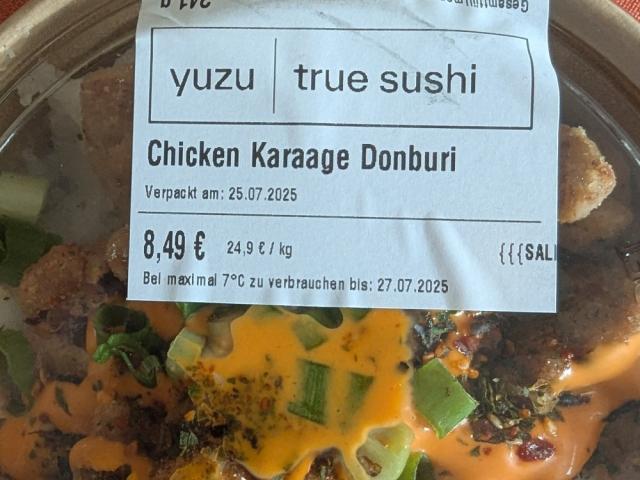 341 g
yuzu | true sushi
Chicken Karaage Donburi
Verpackt am: 25.07.2025
8,49 € 24,9 € / kg {{{SAL
Bei maximal 7°C zu verbrauchen bis: 27.07.2025